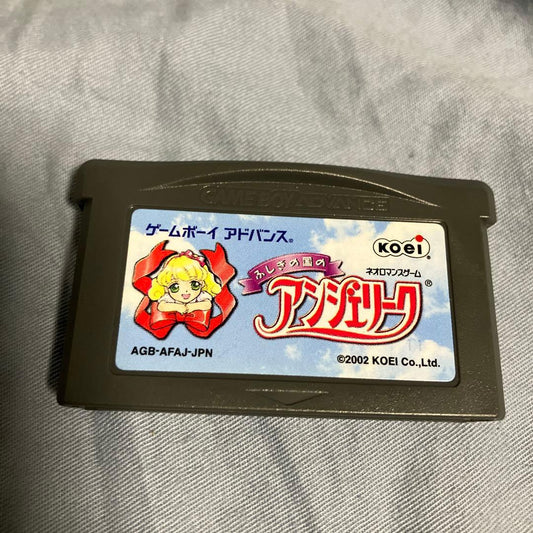 GAME BOY ADVANCE
ゲームボーイ アドバンス®
KOEI
ネオロマンスゲーム
ふしぎの国の
アンジェリーク®
AGB-AFAJ-JPN
©2002 KOEI Co.,Ltd.